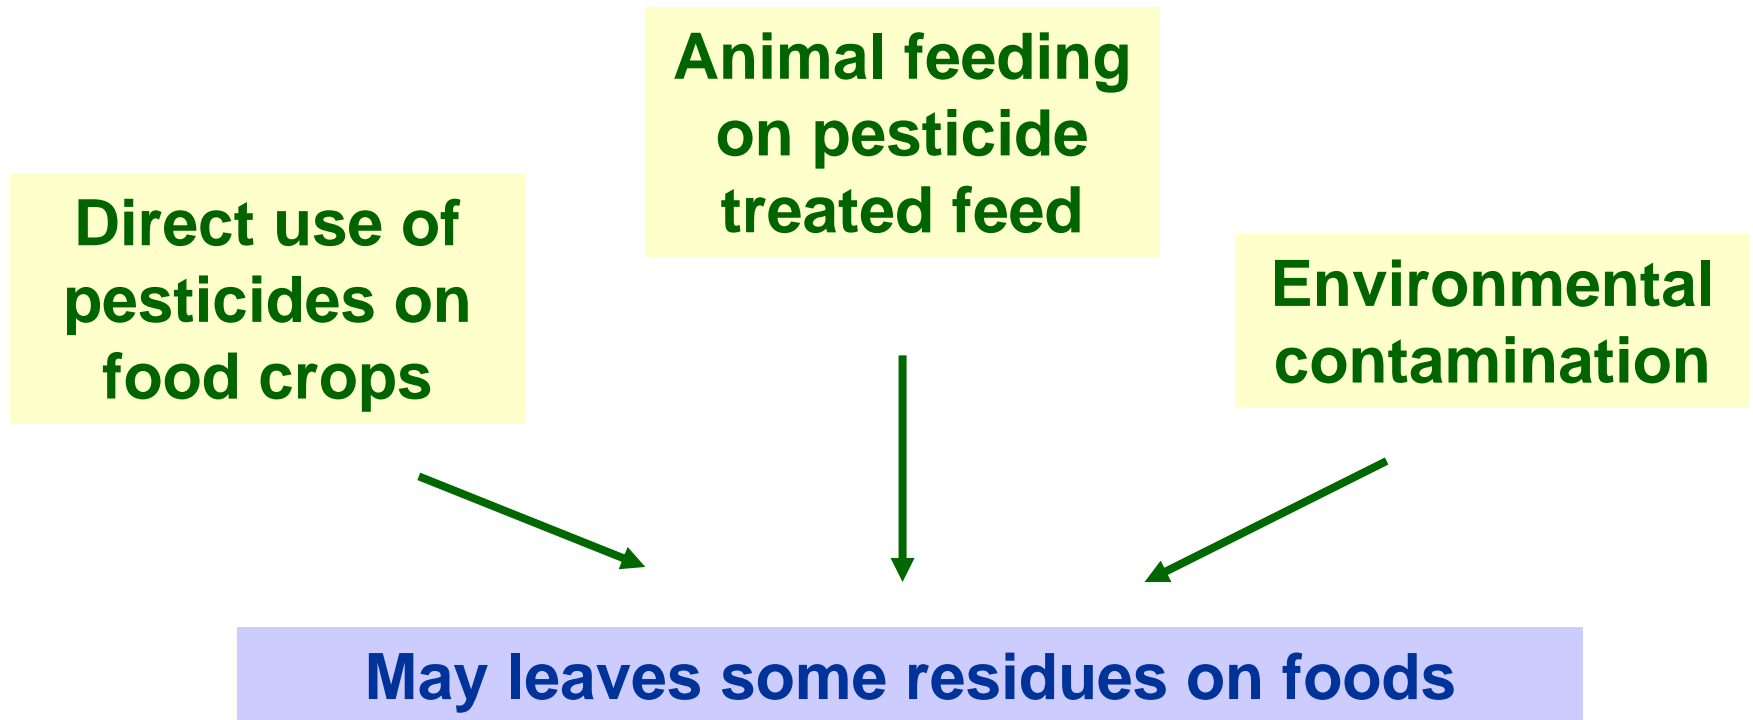 Direct use of
pesticides on
food crops
Animal feeding
on pesticide
treated feed
Environmental
contamination
May leaves some residues on foods